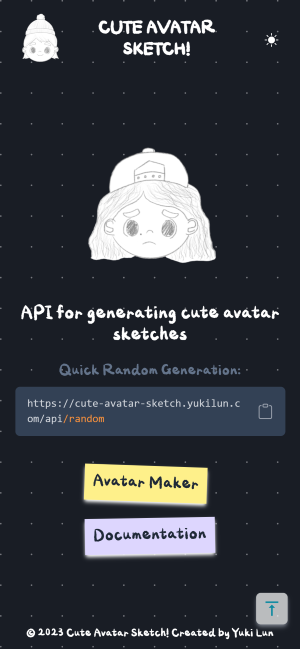 CUTE AVATAR
SKETCH!
API for generating cute avatar
sketches
Quick Random Generation:
https://cute-avatar-sketch.yukilun.c
om/api/random
Avatar Maker
Documentation
© 2023 Cute Avatar Sketch! Created by Yuki Lun